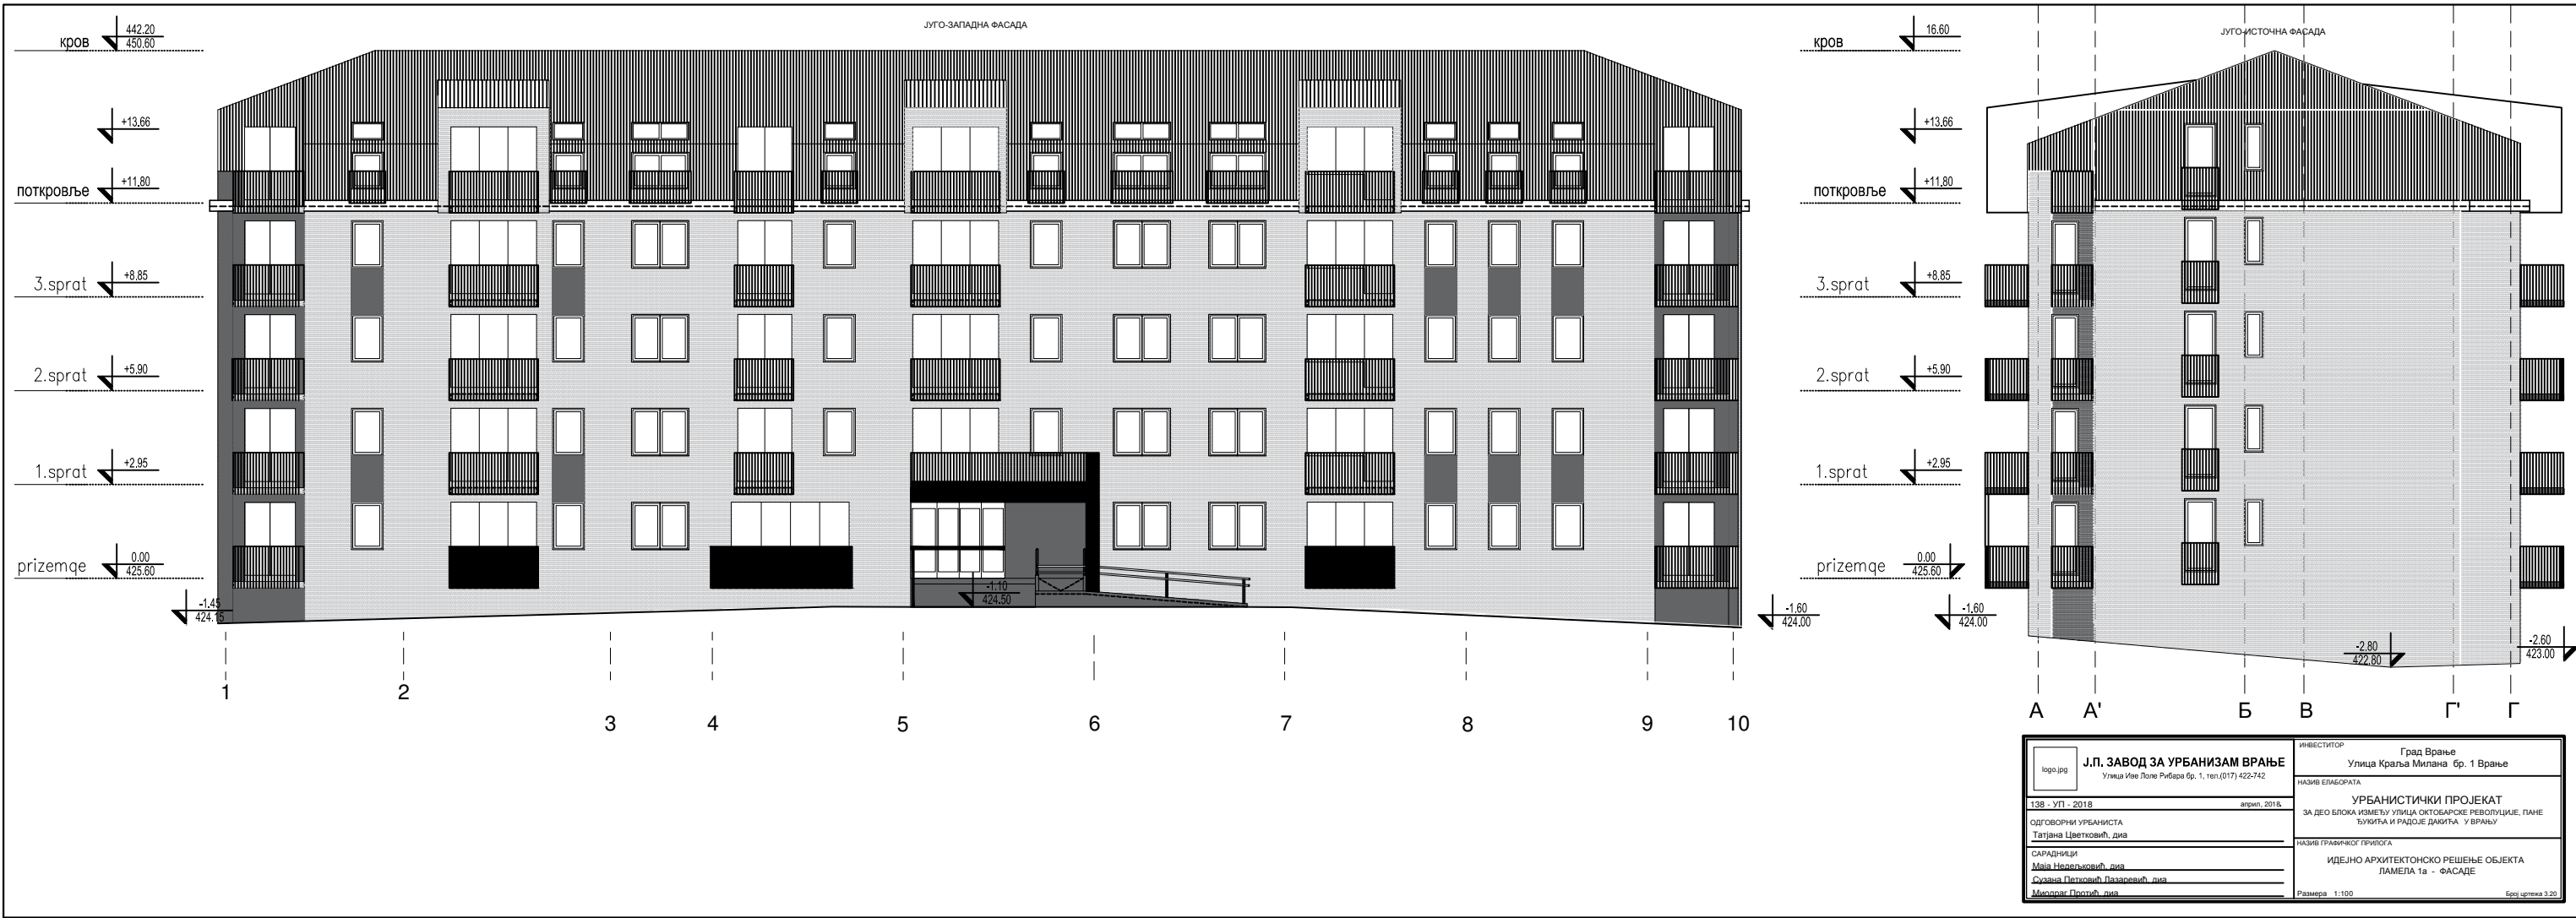 ЈУГО-ЗАПАДНА ФАСАДА
кров
442.20
450.60
+13.66
поткровље
+11.80
3.sprat
+8.85
2.sprat
+5.90
1.sprat
+2.95
prizemqe
0.00
425.60
-1.45
-1.10
424.50
-1.60
424.00
1
2
3
4
5
6
7
8
9
10
ЈУГО-ИСТОЧНА ФАСАДА
кров
16.60
+13.66
поткровље
+11.80
3.sprat
+8.85
2.sprat
+5.90
1.sprat
+2.95
prizemqe
0.00
425.60
-1.60
424.00
-2.80
422.80
-2.60
423.00
А
А'
Б
В
Г'
Г
logo.jpg
Ј.П. ЗАВОД ЗА УРБАНИЗАМ ВРАЊЕ
Улица Иве Лоле Рибара бр. 1, тел.(017) 422-742
138 - УП - 2018
април, 2018.
ОДГОВОРНИ УРБАНИСТА
Татјана Цветковић, диа
САРАДНИЦИ
Маја Недељковић, диа
Сузана Петковић Лазаревић, диа
Миодраг Протић, диа
ИНВЕСТИТОР
Град Врање
Улица Краља Милана бр. 1 Врање
НАЗИВ ЕЛАБОРАТА
УРБАНИСТИЧКИ ПРОЈЕКАТ
ЗА ДЕО БЛОКА ИЗМЕЂУ УЛИЦА ОКТОБАРСКЕ РЕВОЛУЦИЈЕ, ПАНЕ
ЂУКИЋА И РАДОЈЕ ДАКИЋА У ВРАЊУ
НАЗИВ ГРАФИЧКОГ ПРИЛОГА
ИДЕЈНО АРХИТЕКТОНСКО РЕШЕЊЕ ОБЈЕКТА
ЛАМЕЛА 1а - ФАСАДЕ
Размера 1:100
Број цртежа 3.20